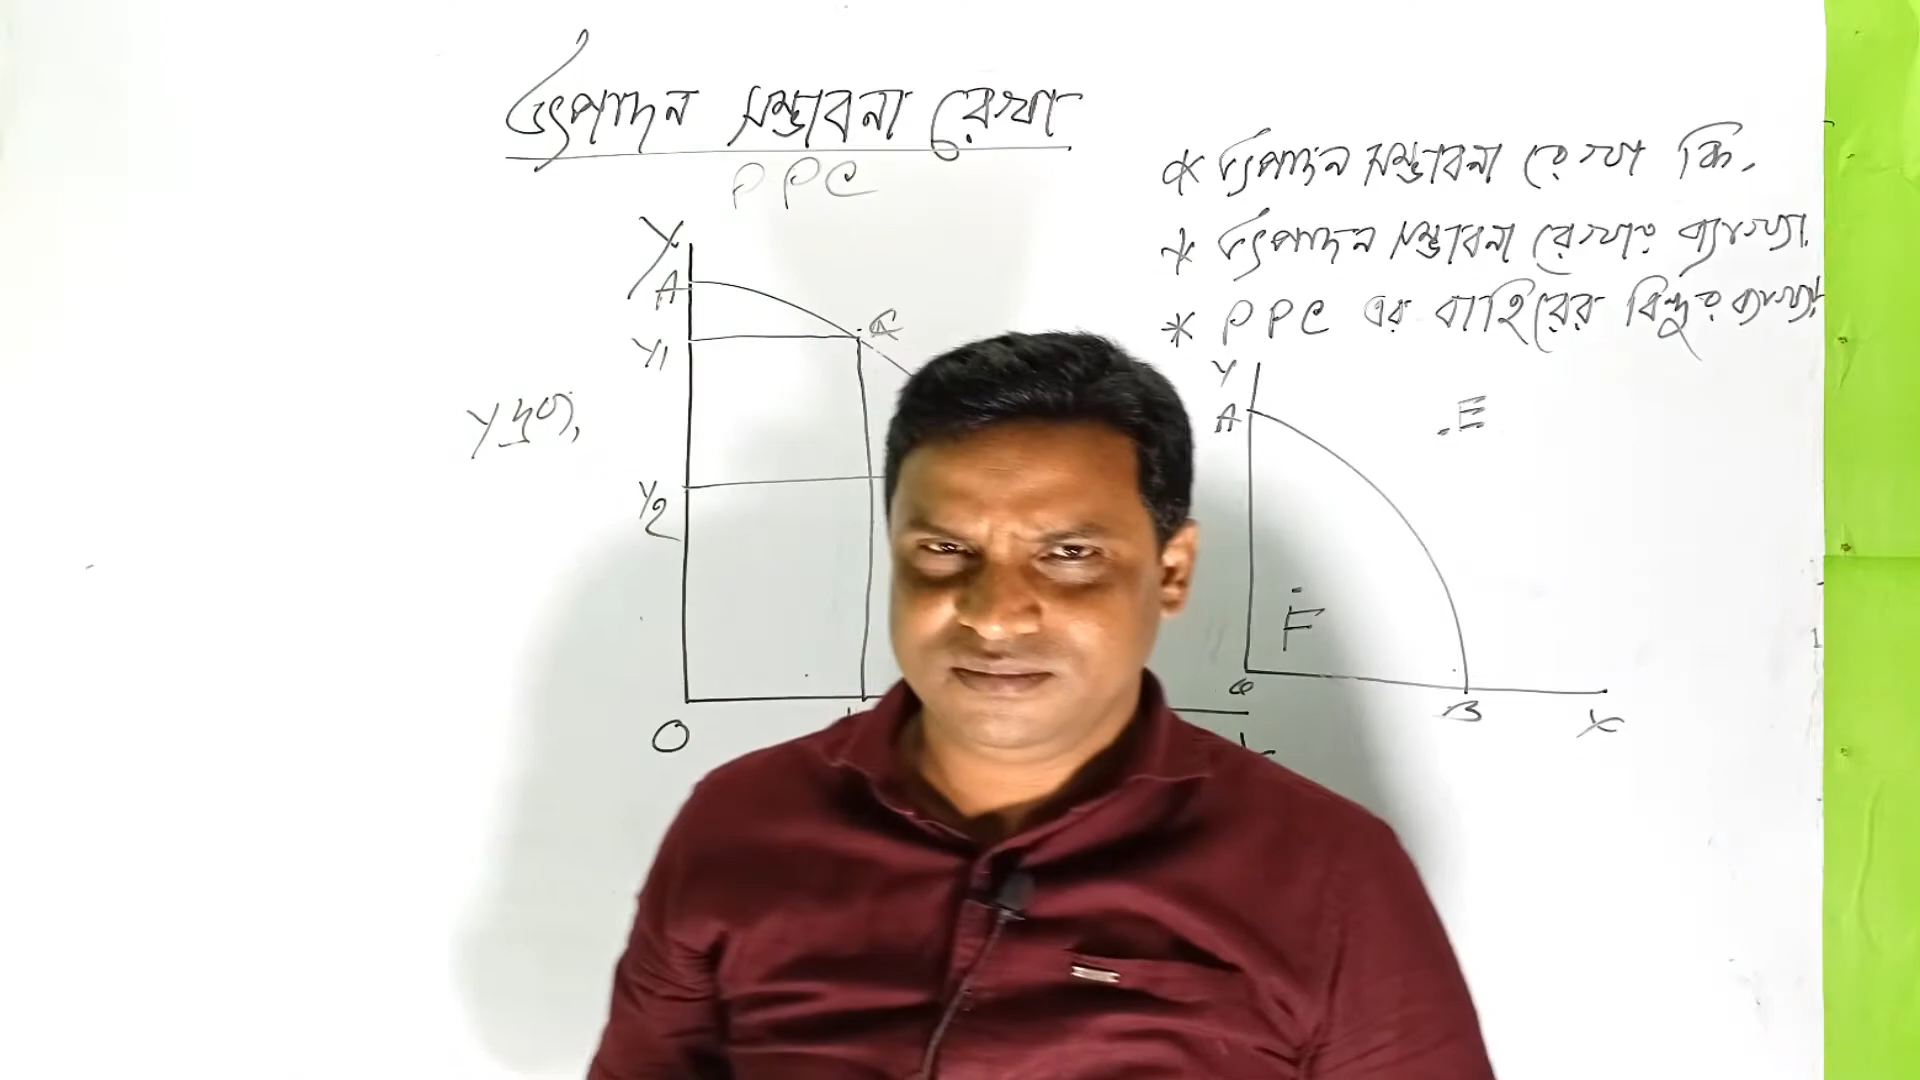 উৎপাদন সম্ভাবনা রেখা
PPC
* উৎপাদন সম্ভাবনা রেখা কি,
* উৎপাদন সম্ভাবনা রেখার ব্যাখ্যা,
* PPC এর বাহিরের বিন্দুর ব্যাখ্যা,
Y
A
C
Y1
Y দ্রব্য,
Y2
O
Y
A
.E
F
O
B
X